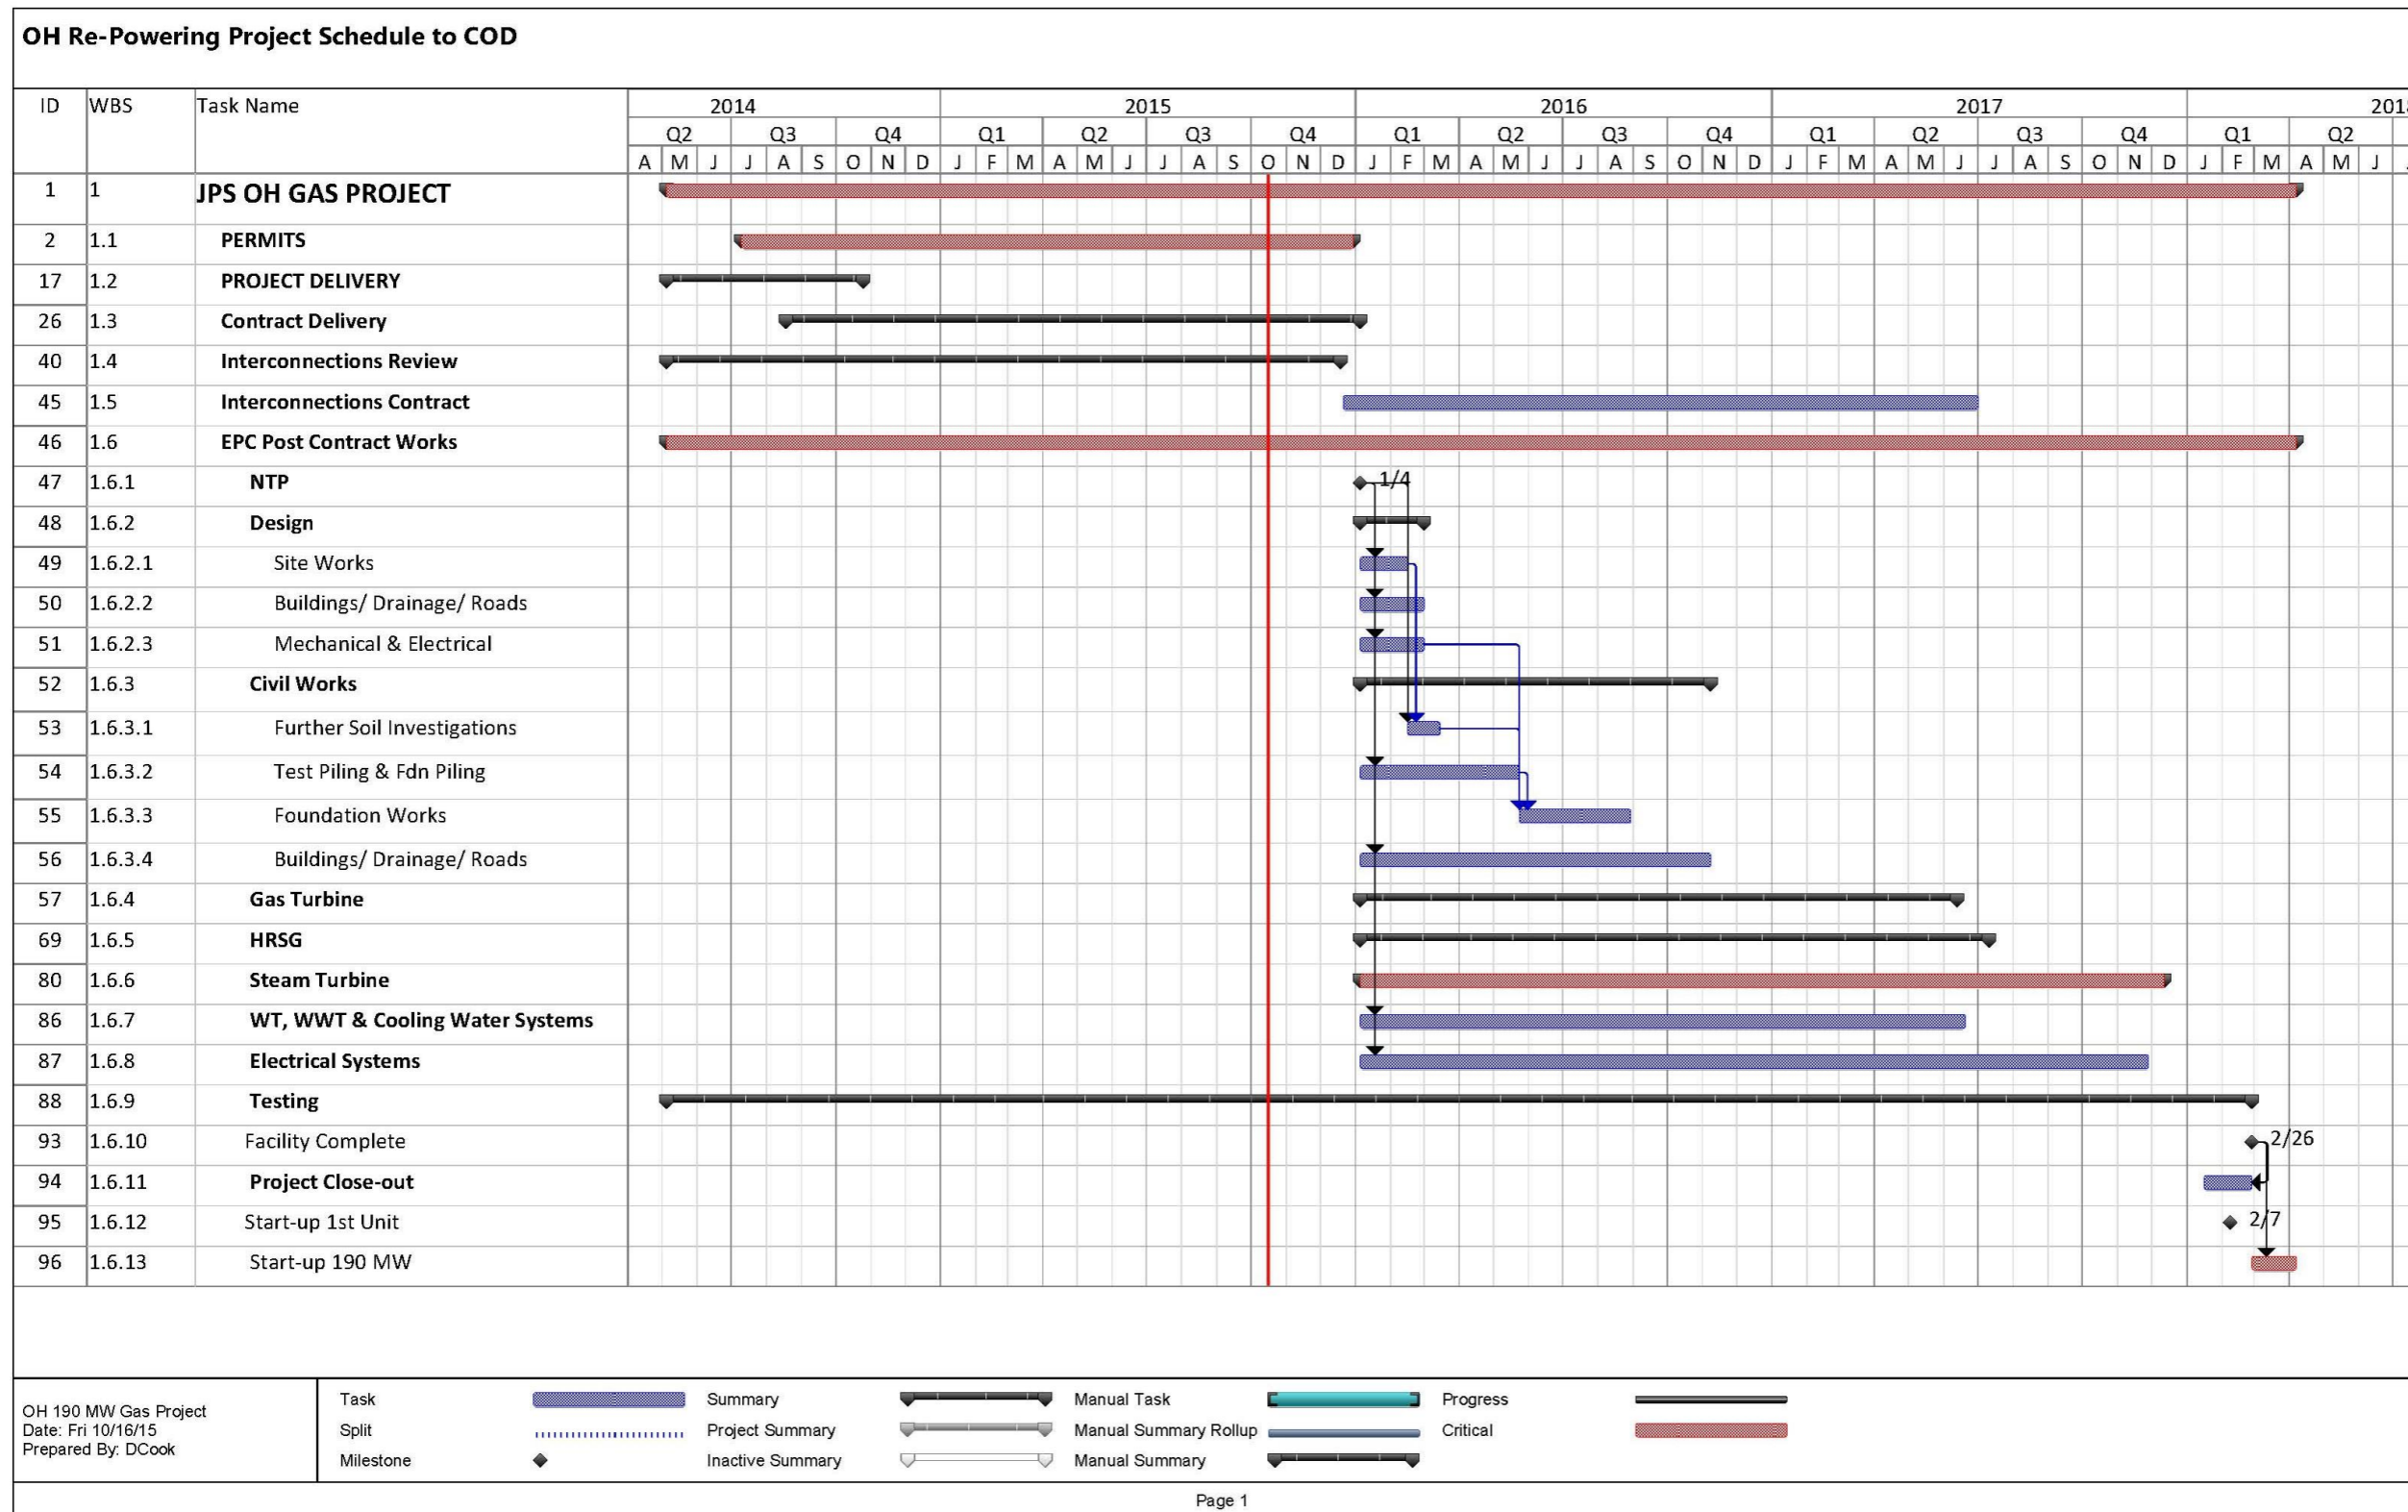 OH Re-Powering Project Schedule to COD
ID WBS Task Name 2014 2015 2016 2017
Q2 Q3 Q4 Q1 Q2 Q3 Q4 Q1 Q2 Q3 Q4 Q1 Q2 Q3 Q4 Q1 Q2
A M J J A S O N D J F M A M J J A S O N D J F M A M J J A S O N D J F M A M J J A S O N D J F M A M J
1 1 JPS OH GAS PROJECT
2 1.1 PERMITS
17 1.2 PROJECT DELIVERY
26 1.3 Contract Delivery
40 1.4 Interconnections Review
45 1.5 Interconnections Contract
46 1.6 EPC Post Contract Works
47 1.6.1 NTP 1/4
48 1.6.2 Design
49 1.6.2.1 Site Works
50 1.6.2.2 Buildings/ Drainage/ Roads
51 1.6.2.3 Mechanical & Electrical
52 1.6.3 Civil Works
53 1.6.3.1 Further Soil Investigations
54 1.6.3.2 Test Piling & Fdn Piling
55 1.6.3.3 Foundation Works
56 1.6.3.4 Buildings/ Drainage/ Roads
57 1.6.4 Gas Turbine
69 1.6.5 HRSG
80 1.6.6 Steam Turbine
86 1.6.7 WT, WWT & Cooling Water Systems
87 1.6.8 Electrical Systems
88 1.6.9 Testing
93 1.6.10 Facility Complete 2/26
94 1.6.11 Project Close-out
95 1.6.12 Start-up 1st Unit 2/7
96 1.6.13 Start-up 190 MW
OH 190 MW Gas Project
Date: Fri 10/16/15
Prepared By: DCook
Task Summary Manual Task Progress
Split Project Summary Manual Summary Rollup Critical
Milestone Inactive Summary Manual Summary
Page 1